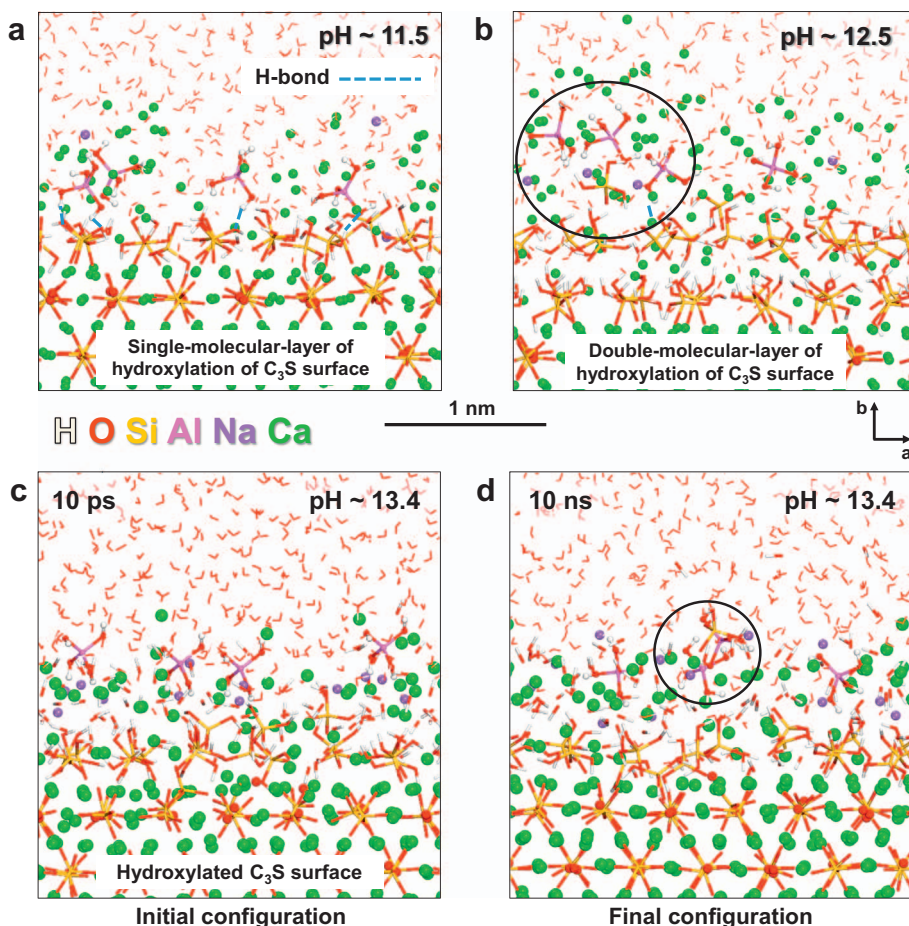 a
pH ~ 11.5
H-bond
Single-molecular-layer of
hydroxylation of C₃S surface
b
pH ~ 12.5
Double-molecular-layer of
hydroxylation of C₃S surface
H O Si Al Na Ca
1 nm
b
a
c
10 ps
pH ~ 13.4
Hydroxylated C₃S surface
Initial configuration
d
10 ns
pH ~ 13.4
Final configuration